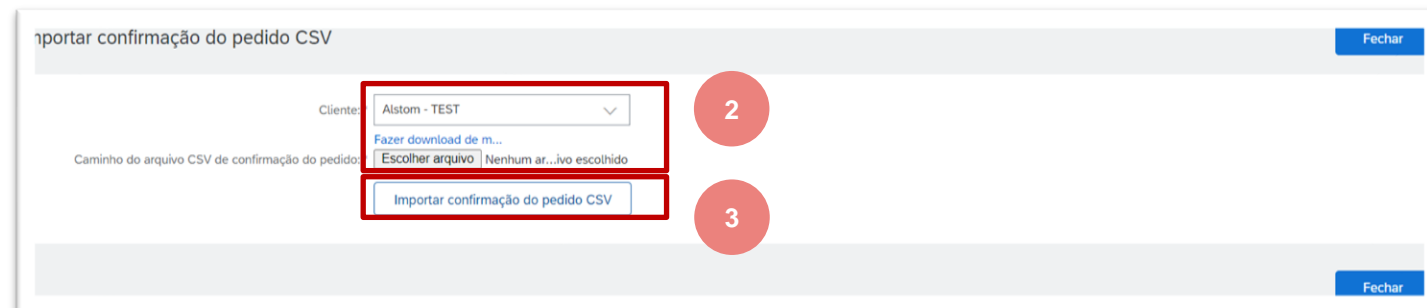 nportar confirmação do pedido CSV
Fechar
Cliente:* Alstom - TEST
2
Fazer download de m...
Caminho do arquivo CSV de confirmação do pedido:* Escolher arquivo Nenhum ar...ivo escolhido
Importar confirmação do pedido CSV
3
Fechar